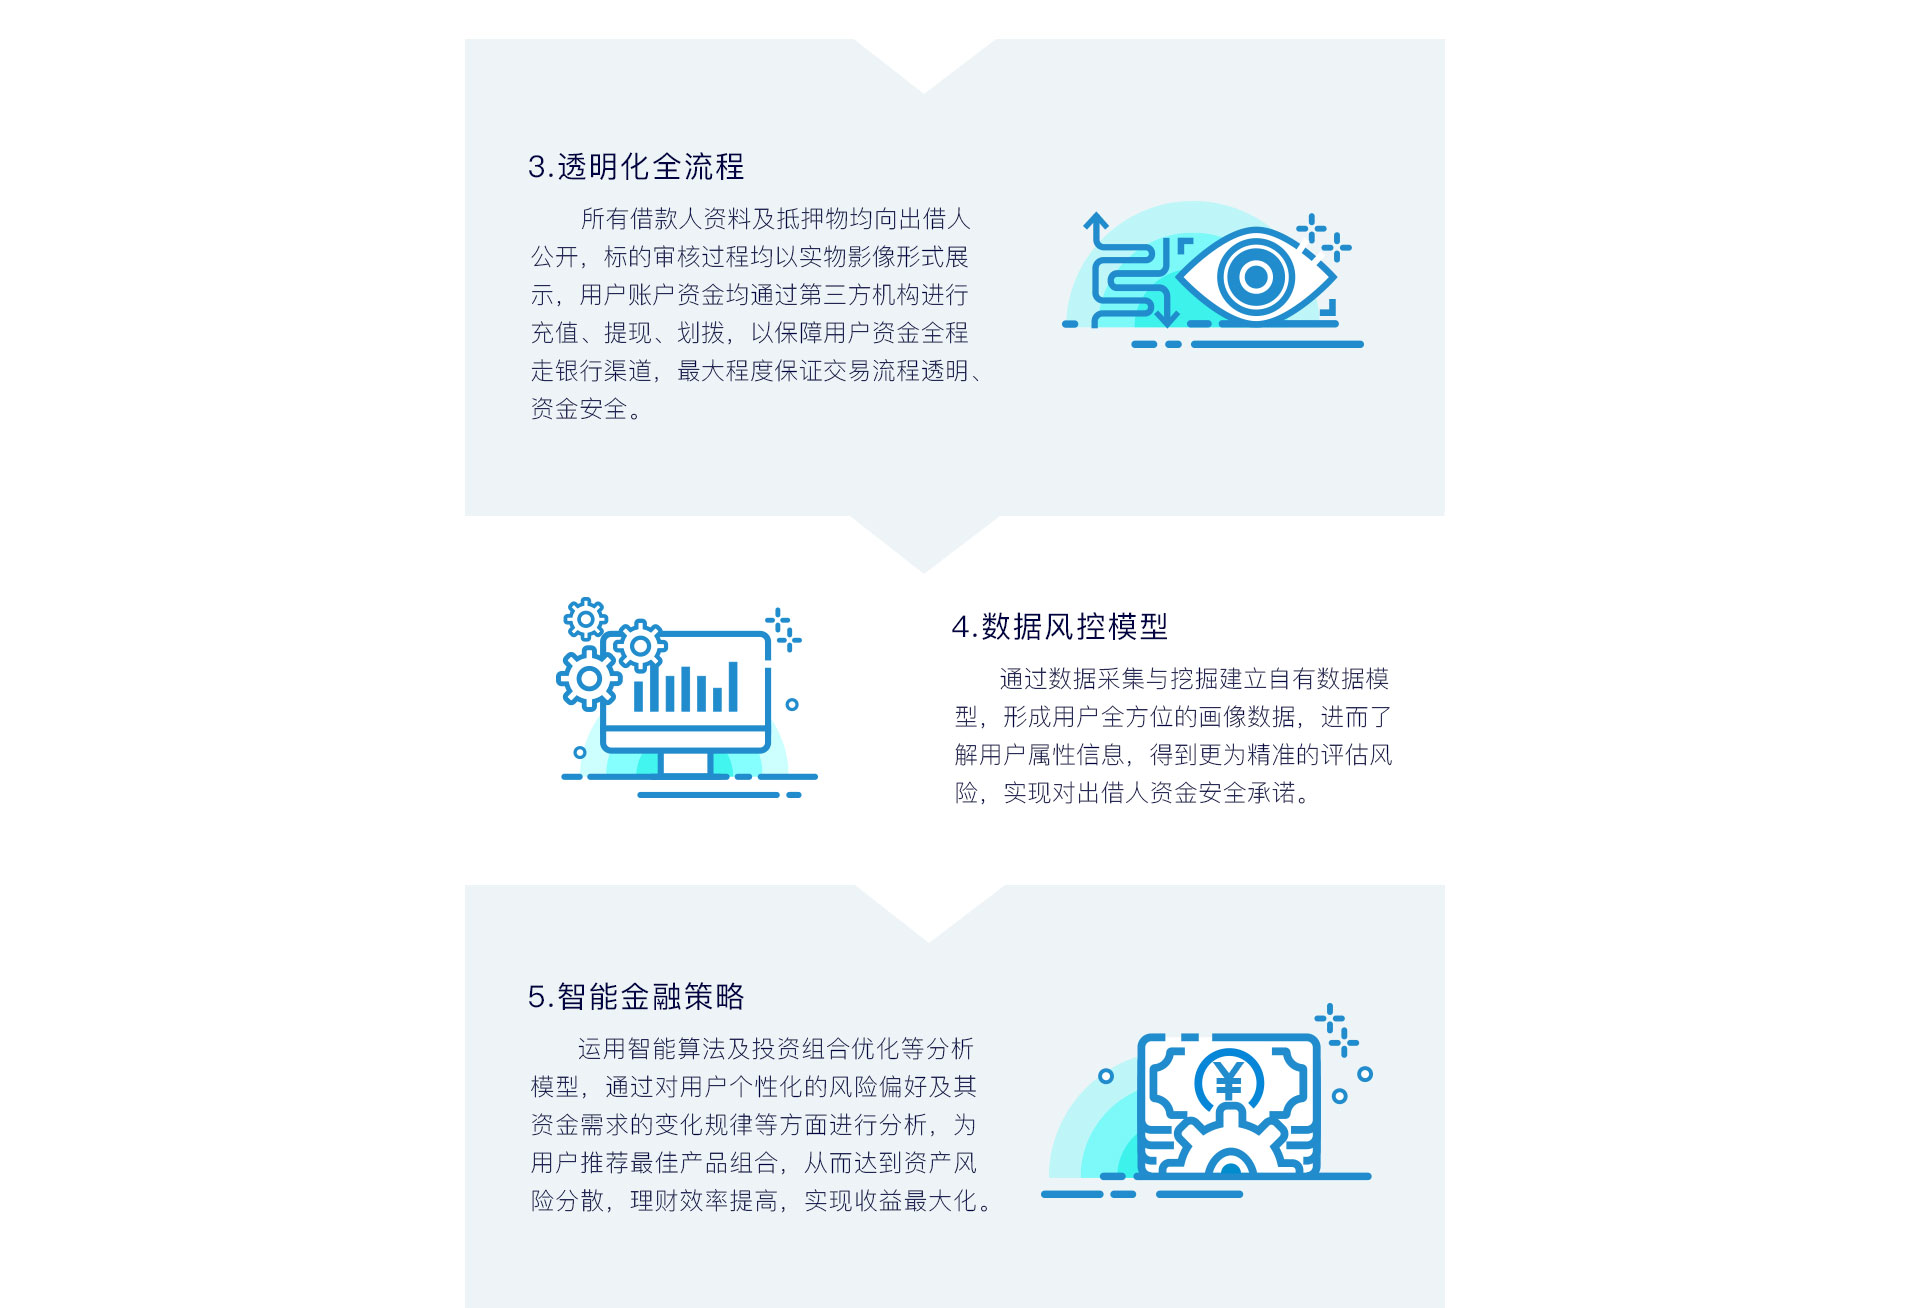 3.透明化全流程
所有借款人资料及抵押物均向出借人
公开，标的审核过程均以实物影像形式展
示，用户账户资金均通过第三方机构进行
充值、提现、划拨，以保障用户资金全程
走银行渠道，最大程度保证交易流程透明、
资金安全。
4.数据风控模型
通过数据采集与挖掘建立自有数据模
型，形成用户全方位的画像数据，进而了
解用户属性信息，得到更为精准的评估风
险，实现对出借人资金安全承诺。
5.智能金融策略
运用智能算法及投资组合优化等分析
模型，通过对用户个性化的风险偏好及其
资金需求的变化规律等方面进行分析，为
用户推荐最佳产品组合，从而达到资产风
险分散，理财效率提高，实现收益最大化。
¥